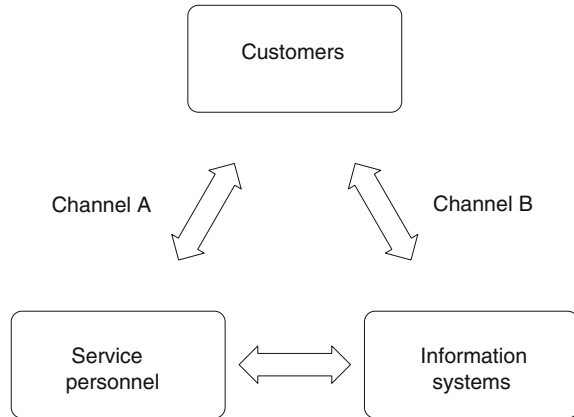 Customers
Channel A
Channel B
Service
personnel
Information
systems